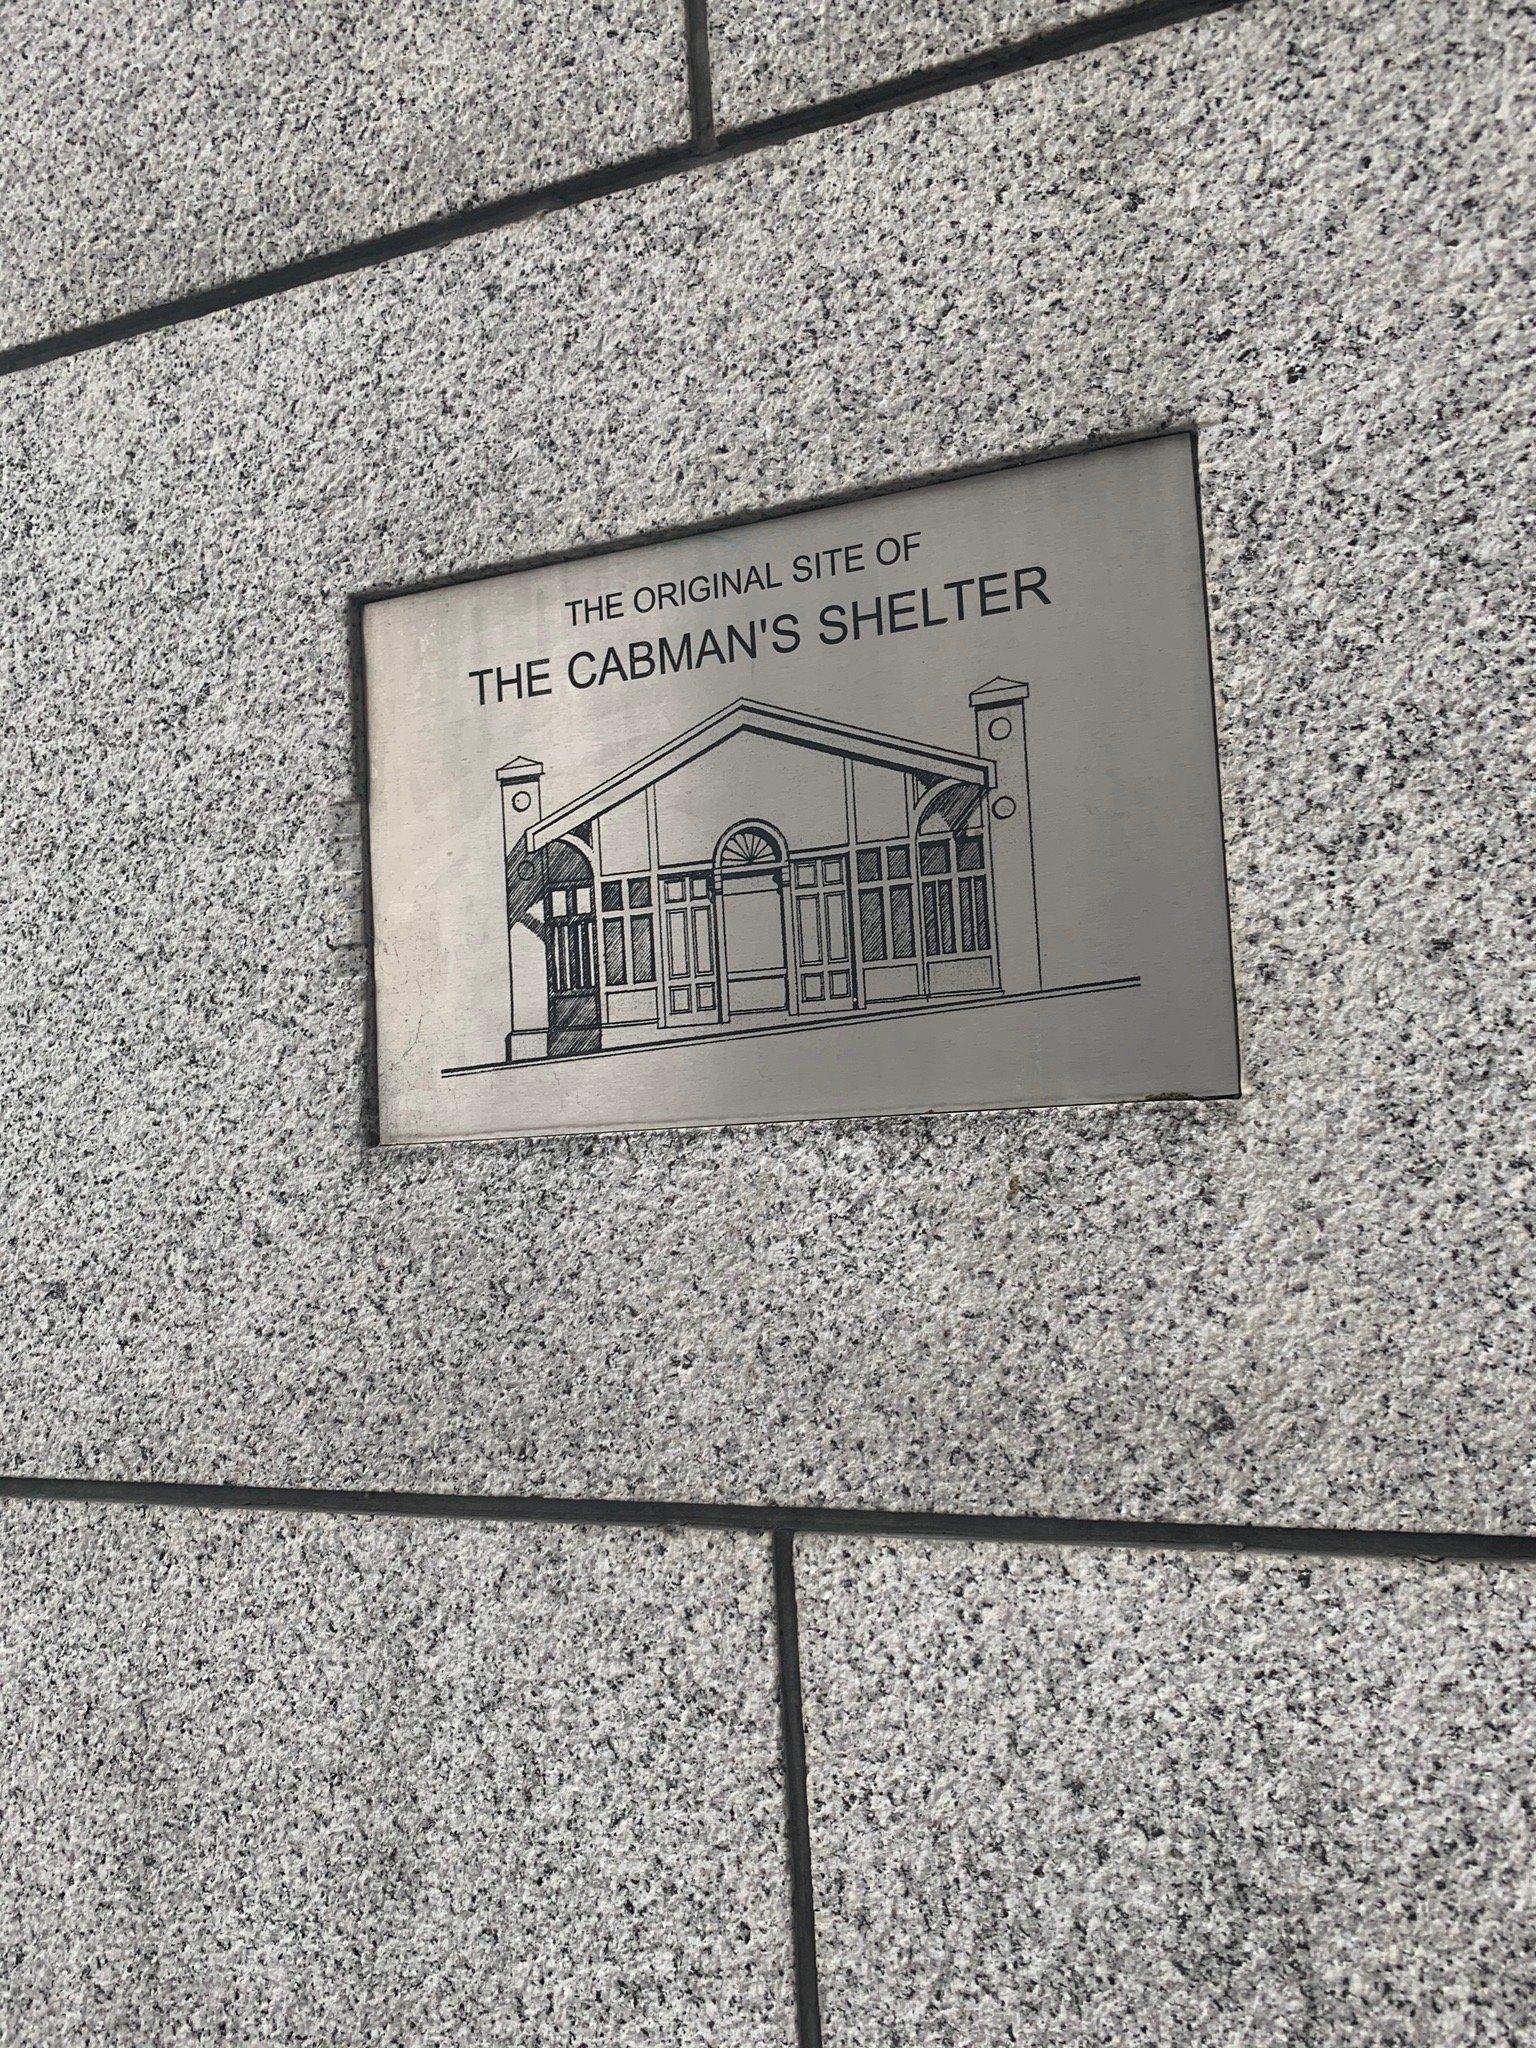 THE ORIGINAL SITE OF
THE CABMAN'S SHELTER